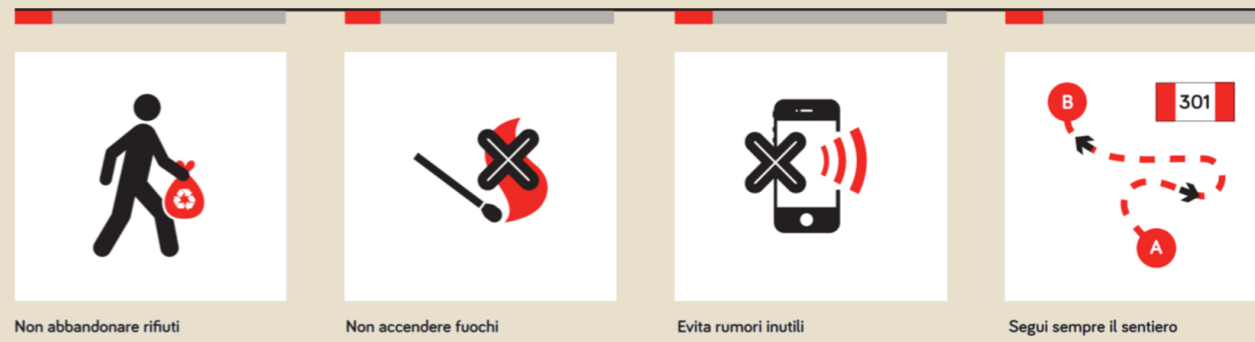 B
301
A
Non abbandonare rifiuti
Non accendere fuochi
Evita rumori inutili
Segui sempre il sentiero